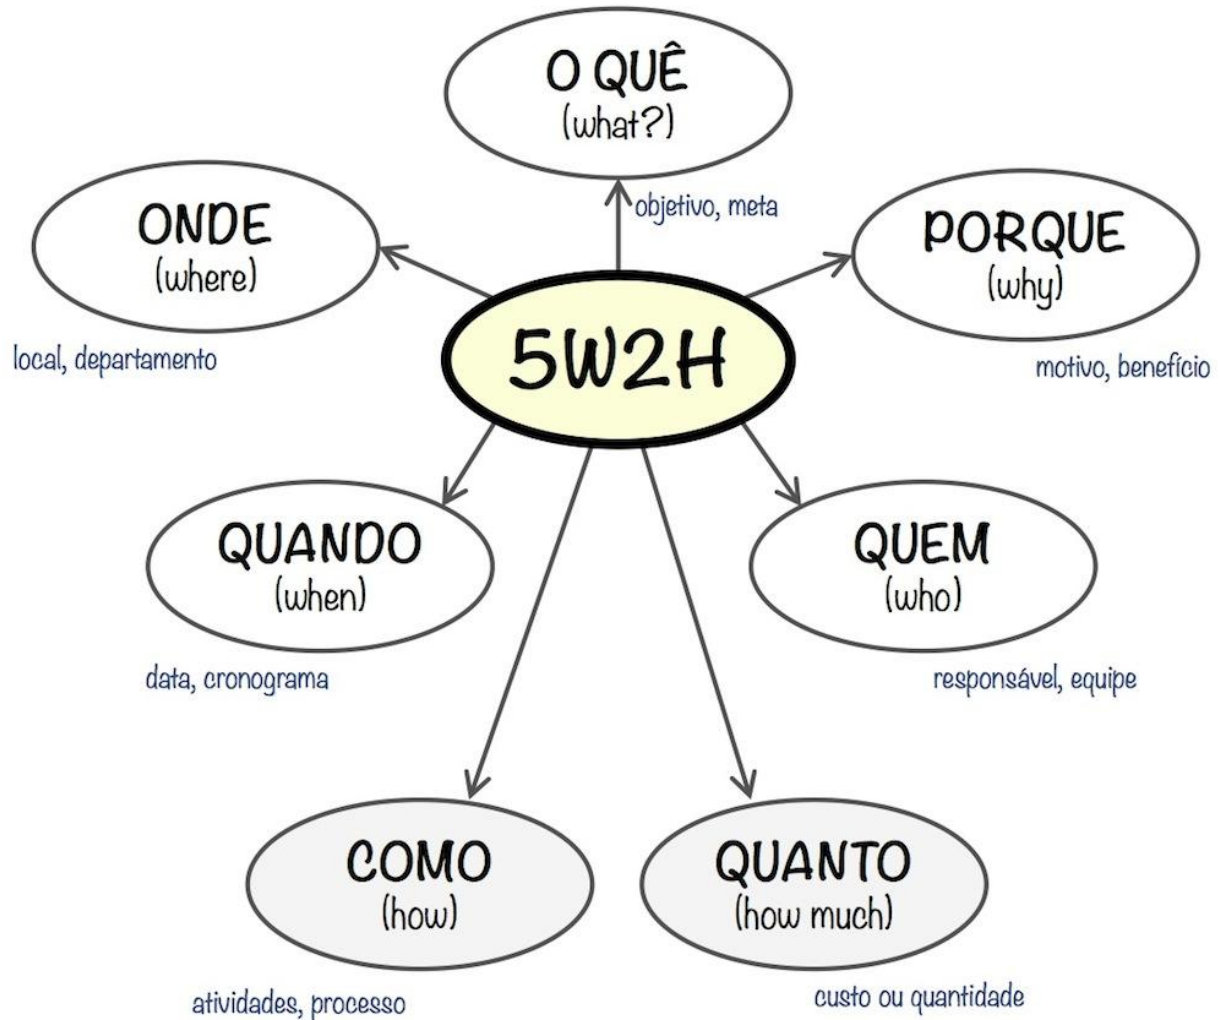 O QUÊ
(what?)
objetivo, meta
ONDE
(where)
local, departamento
PORQUE
(why)
motivo, benefício
5W2H
QUANDO
(when)
data, cronograma
QUEM
(who)
responsável, equipe
COMO
(how)
atividades, processo
QUANTO
(how much)
custo ou quantidade